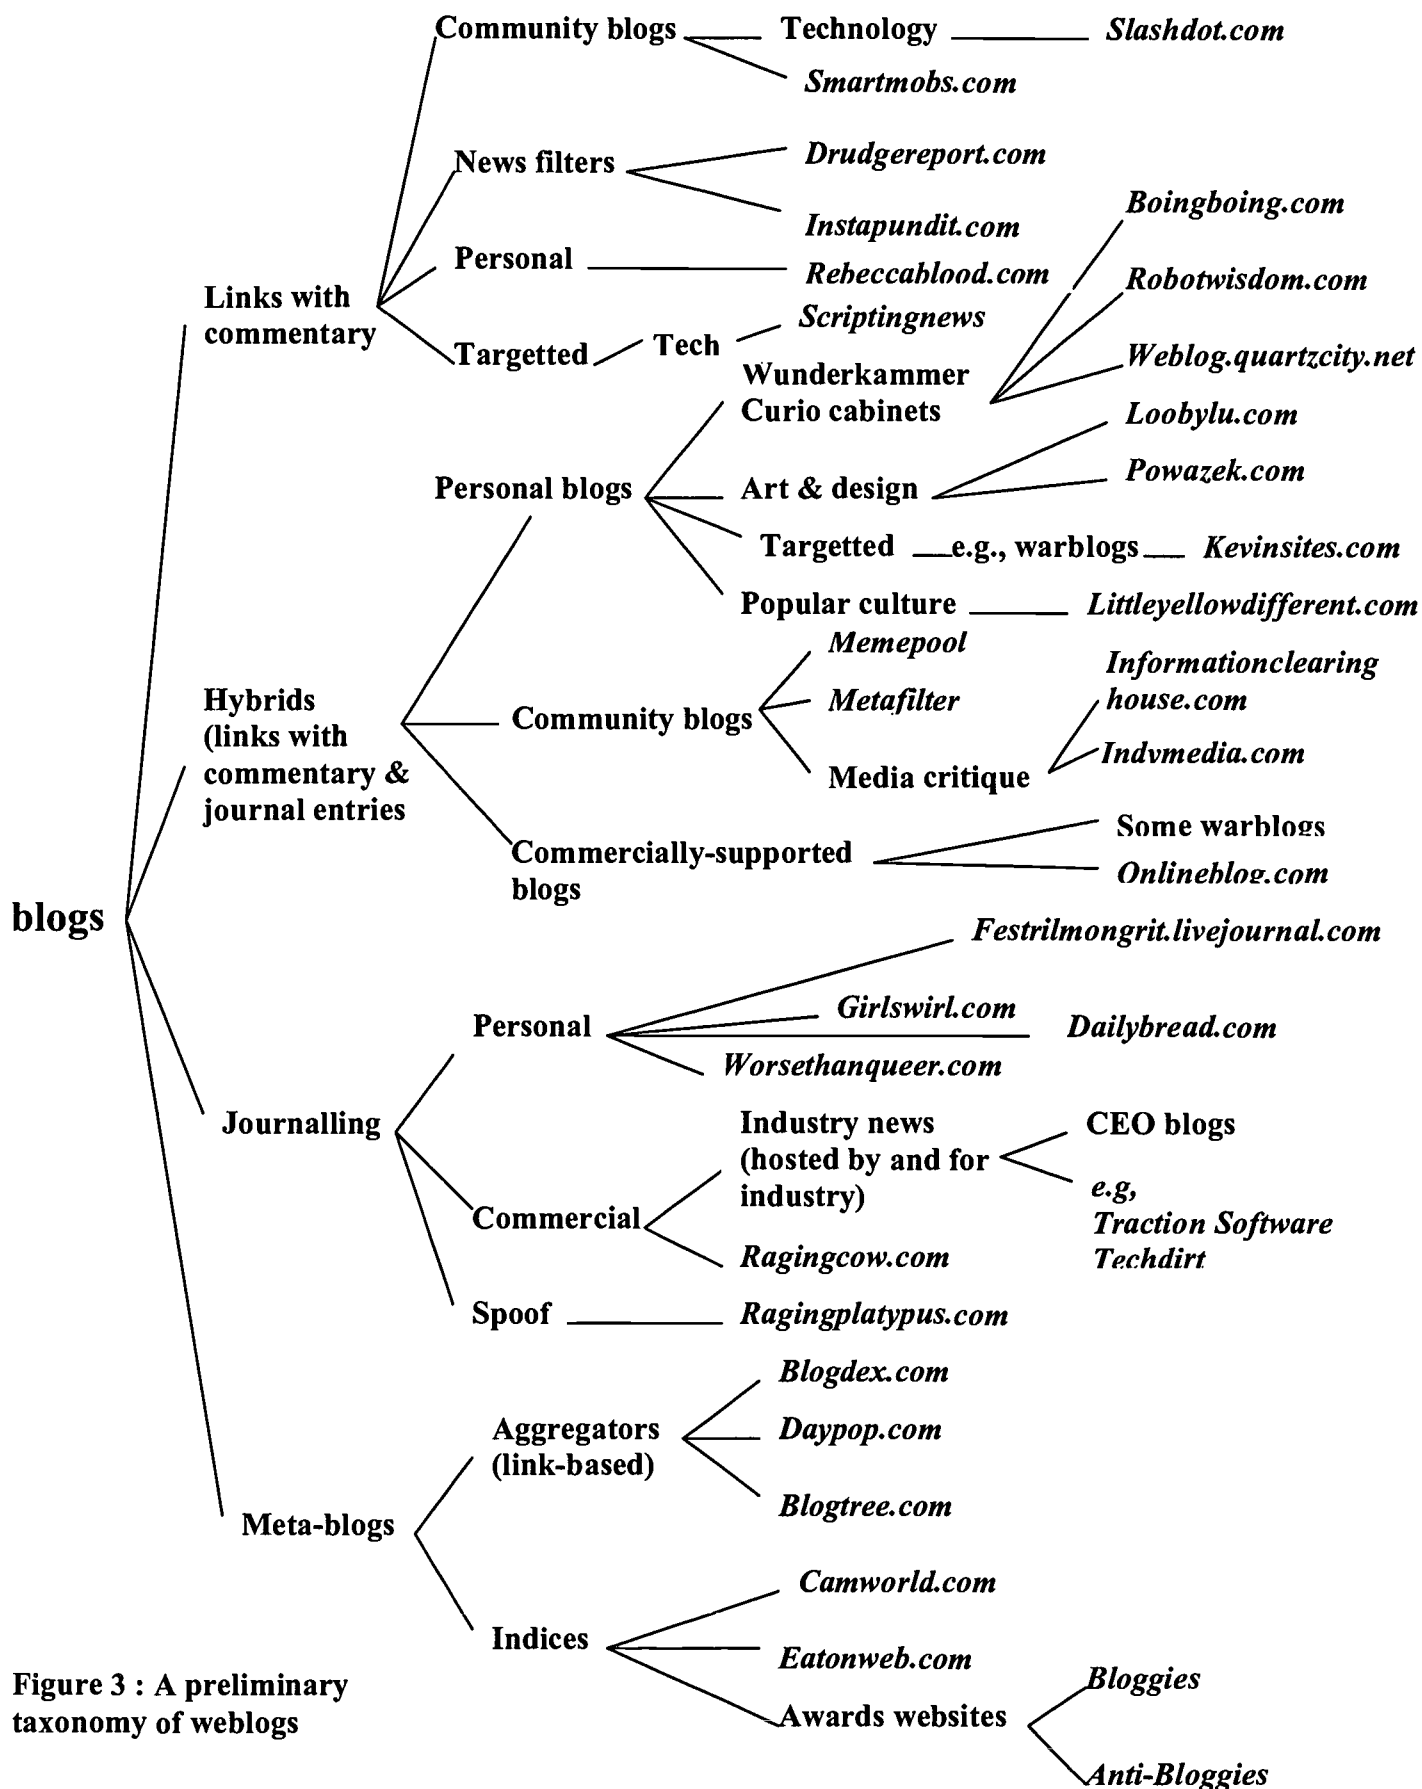 Community blogs Technology Slashdot.com
Smartmobs.com
News filters Drudgereport.com
Instapundit.com
Boingboing.com
Personal Rebeccablood.com
Robotwisdom.com
Links with
commentary
Targetted Tech Scriptingnews
Wunderkammer
Curio cabinets
Weblog.quartzcity.net
Loobylu.com
Powazek.com
Personal blogs Art & design
Targetted e.g., warblogs Kevinsites.com
Popular culture Littleyellowdifferent.com
Memepool
Metafilter
Informationclearing
house.com
Hybrids
(links with
commentary &
journal entries
Community blogs
Media critique Indymedia.com
Commercially-supported
blogs
Some warblogs
Onlineblog.com
blogs
Festrilmongrit.livejournal.com
Personal Girlswirl.com Dailybread.com
Worsethanqueer.com
Journalling
Industry news
(hosted by and for
industry)
CEO blogs
e.g,
Traction Software
Techdirt
Commercial
Ragingcow.com
Spoof Ragingplatypus.com
Blogdex.com
Aggregators
(link-based)
Daypop.com
Blogtree.com
Meta-blogs
Camworld.com
Indices
Eatonweb.com
Awards websites
Bloggies
Anti-Bloggies
Figure 3 : A preliminary
taxonomy of weblogs